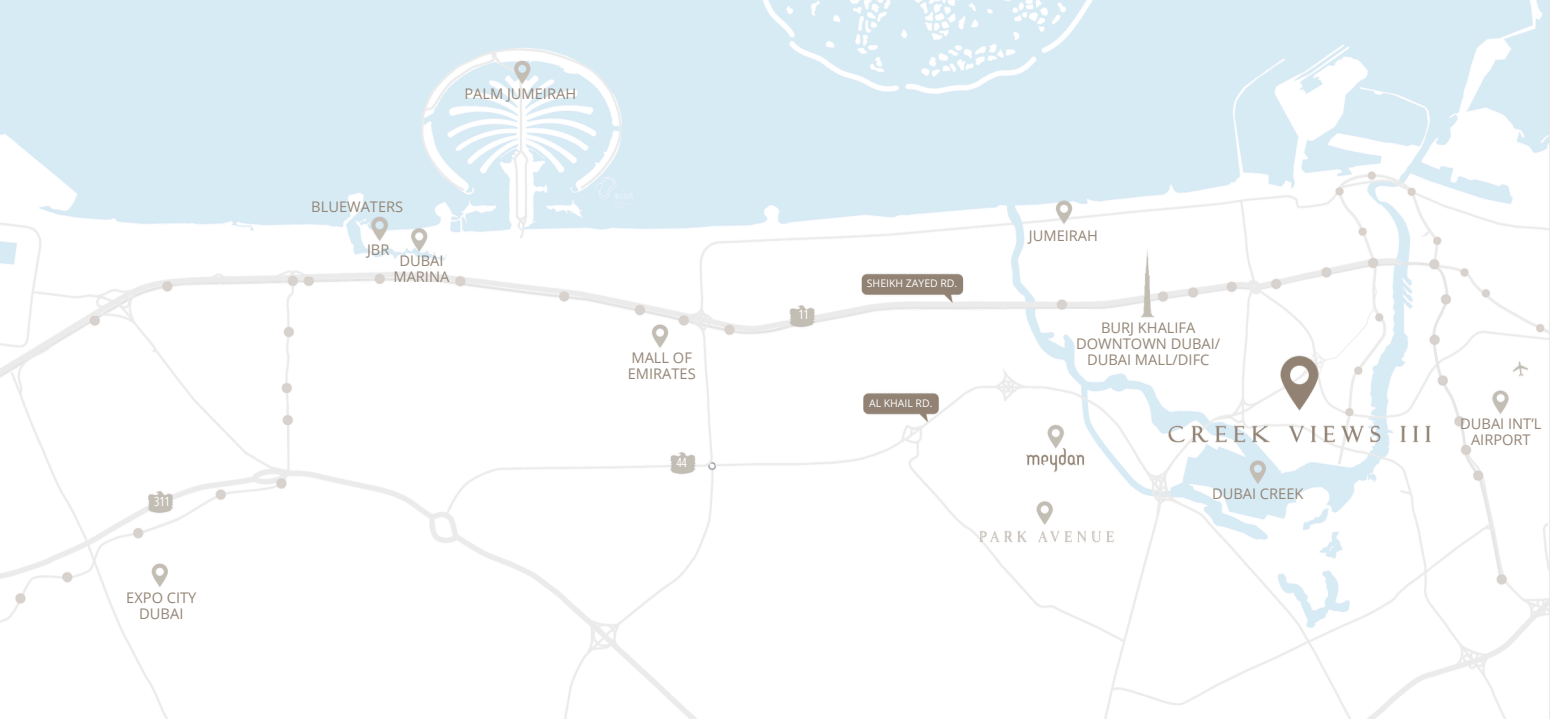 PALM JUMEIRAH
BLUEWATERS
JBR
DUBAI
MARINA
JUMEIRAH
SHEIKH ZAYED RD.
11
MALL OF
EMIRATES
BURJ KHALIFA
DOWNTOWN DUBAI/
DUBAI MALL/DIFC
AL KHAIL RD.
CREEK VIEWS III
DUBAI INT'L
AIRPORT
meydan
44
DUBAI CREEK
311
PARK AVENUE
EXPO CITY
DUBAI